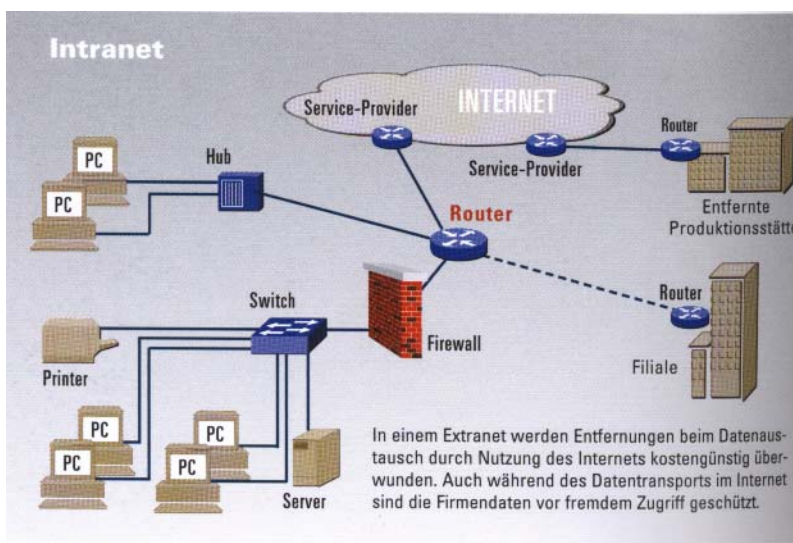 Intranet
INTERNET
Service-Provider
Service-Provider
Router
Entfernte
Produktionsstätte
PC
PC
Hub
Router
Switch
Firewall
Router
Filiale
Printer
PC
PC
PC
PC
Server
In einem Extranet werden Entfernungen beim Datenaus-
tausch durch Nutzung des Internets kostengünstig über-
wunden. Auch während des Datentransports im Internet
sind die Firmendaten vor fremdem Zugriff geschützt.